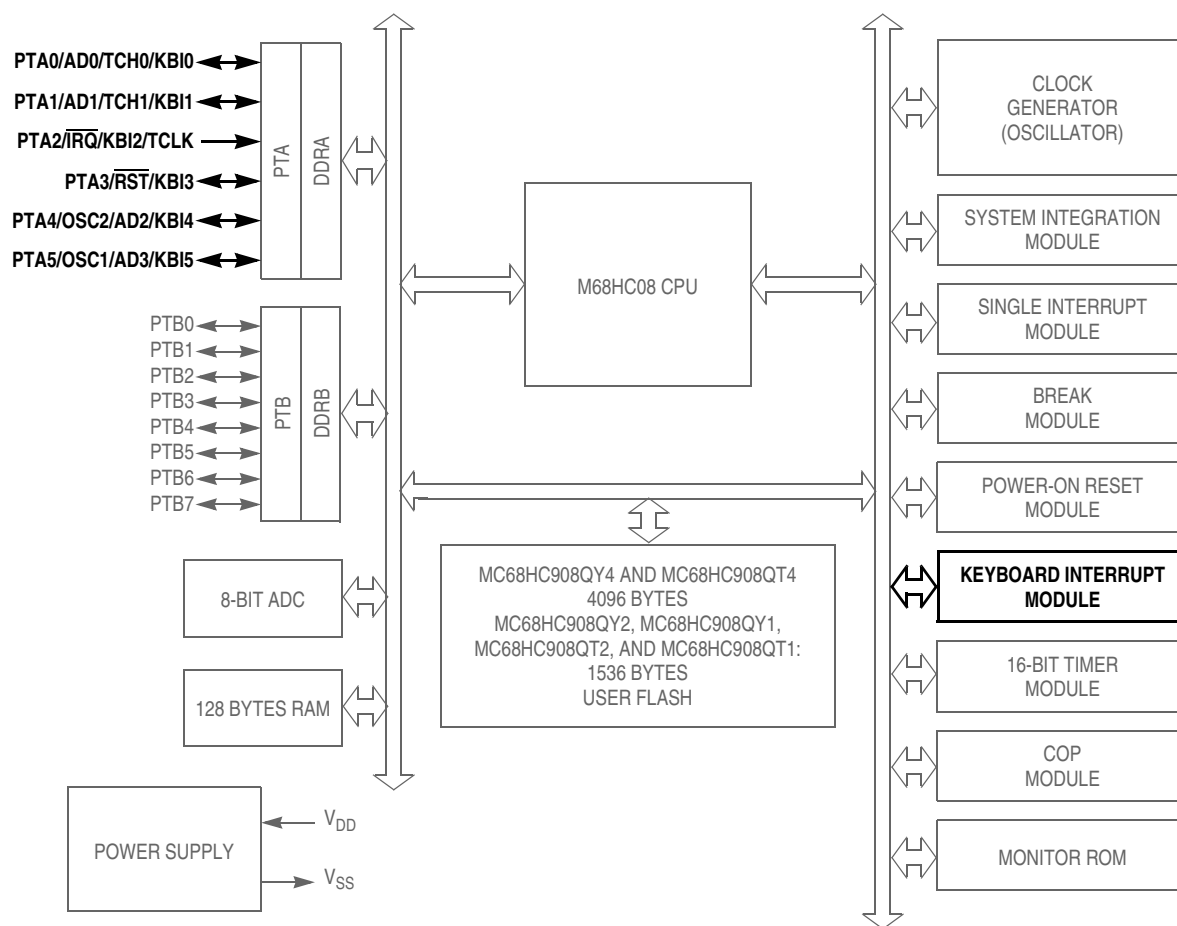 PTA0/AD0/TCH0/KBI0
PTA1/AD1/TCH1/KBI1
PTA2/IRQ/KBI2/TCLK
PTA3/RST/KBI3
PTA4/OSC2/AD2/KBI4
PTA5/OSC1/AD3/KBI5
PTA
DDRA
PTB0
PTB1
PTB2
PTB3
PTB4
PTB5
PTB6
PTB7
PTB
DDRB
8-BIT ADC
128 BYTES RAM
POWER SUPPLY
VDD
VSS
M68HC08 CPU
MC68HC908QY4 AND MC68HC908QT4
4096 BYTES
MC68HC908QY2, MC68HC908QY1,
MC68HC908QT2, AND MC68HC908QT1:
1536 BYTES
USER FLASH
CLOCK
GENERATOR
(OSCILLATOR)
SYSTEM INTEGRATION
MODULE
SINGLE INTERRUPT
MODULE
BREAK
MODULE
POWER-ON RESET
MODULE
KEYBOARD INTERRUPT
MODULE
16-BIT TIMER
MODULE
COP
MODULE
MONITOR ROM